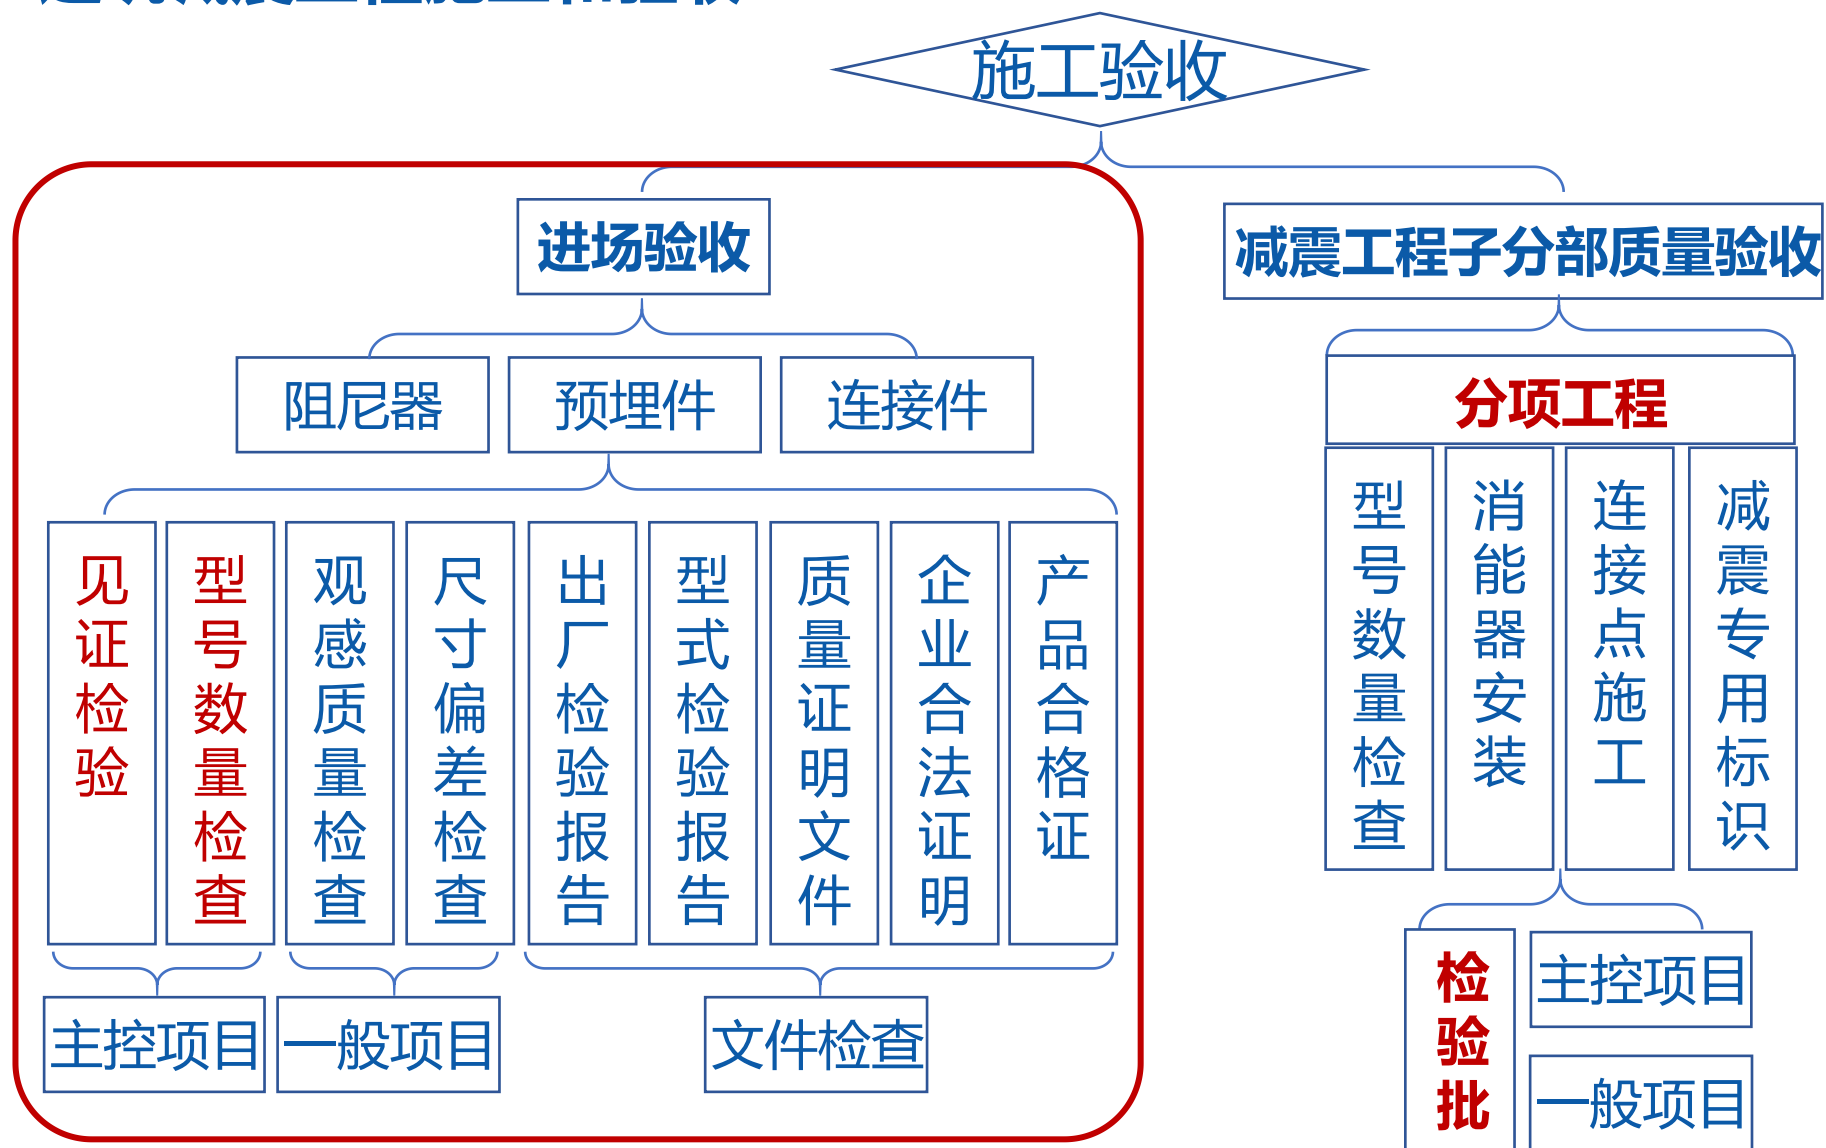 施工验收
进场验收
减震工程子分部质量验收
阻尼器
预埋件
连接件
分项工程
见证检验
型号数量检查
观感质量检查
尺寸偏差检查
出厂检验报告
型式检验报告
质量证明文件
企业合法证明
产品合格证
型号数量检查
消能器安装
连接点施工
减震专用标识
主控项目
一般项目
文件检查
检验批
主控项目
一般项目